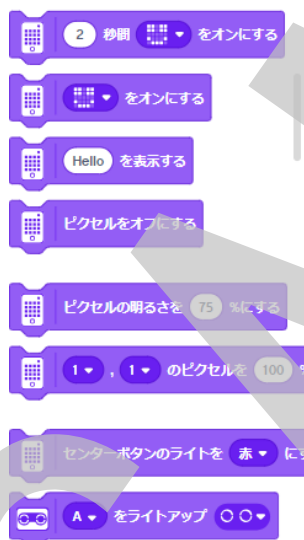 2 秒間 をオンにする
をオンにする
Hello を表示する
ピクセルをオフにする
ピクセルの明るさを 75 %にする
1 , 1 のピクセルを 100 %
センターボタンのライトを 赤 にす
A をライトアップ